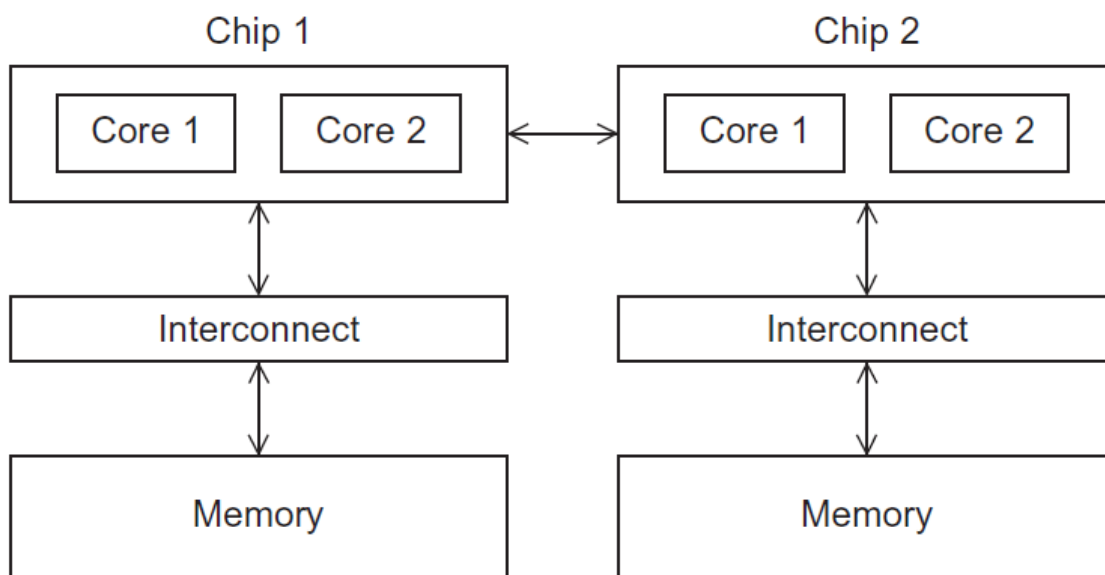 Chip 1
Chip 2
Core 1
Core 2
Core 1
Core 2
Interconnect
Interconnect
Memory
Memory